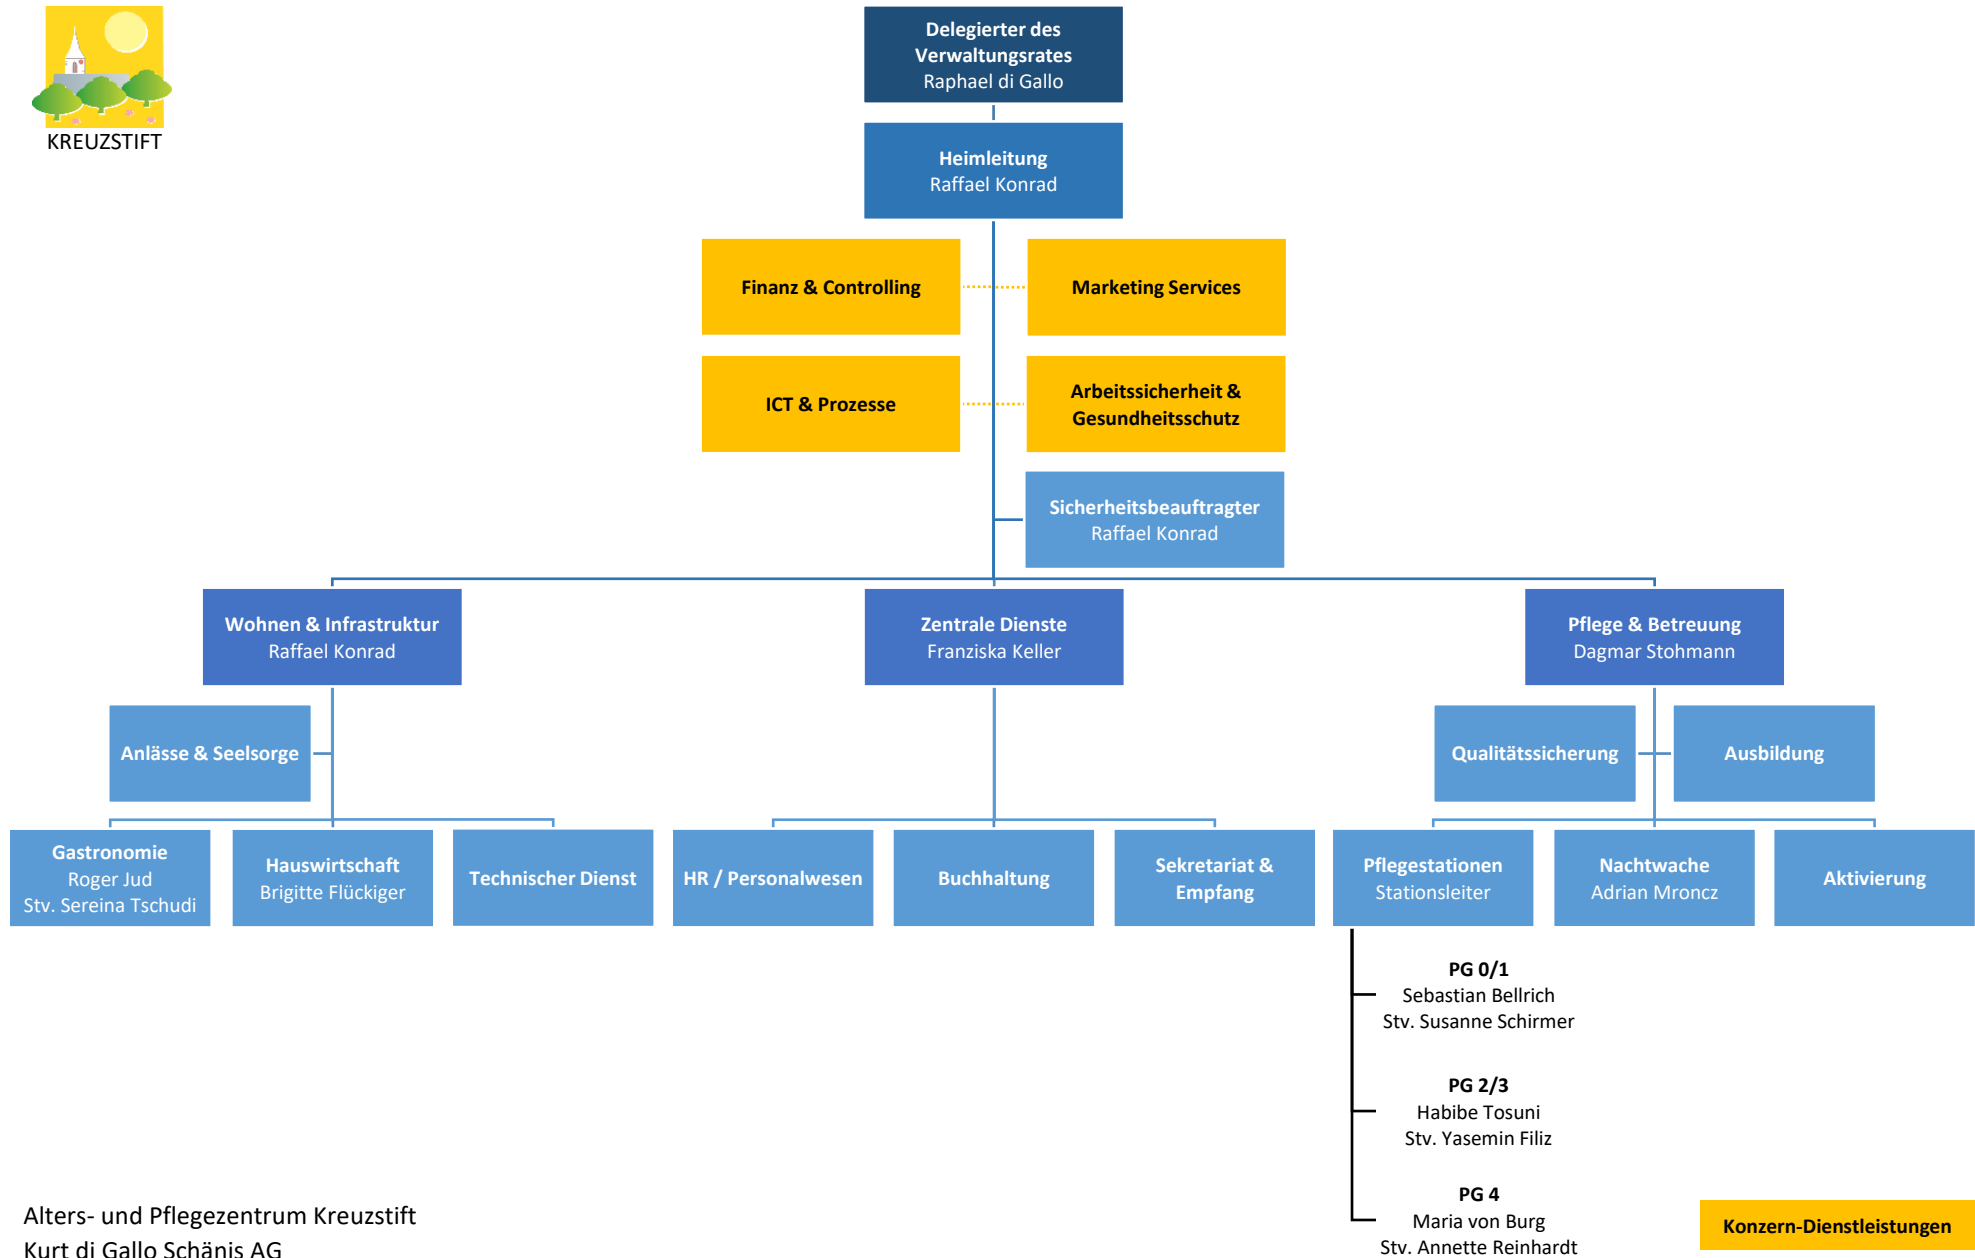 KREUZSTIFT
Delegierter des
Verwaltungsrates
Raphael di Gallo
Heimleitung
Raffael Konrad
Finanz & Controlling
Marketing Services
ICT & Prozesse
Arbeitssicherheit &
Gesundheitsschutz
Sicherheitsbeauftragter
Raffael Konrad
Wohnen & Infrastruktur
Raffael Konrad
Zentrale Dienste
Franziska Keller
Pflege & Betreuung
Dagmar Stohmann
Anlässe & Seelsorge
Qualitätssicherung
Ausbildung
Gastronomie
Roger Jud
Stv. Sereina Tschudi
Hauswirtschaft
Brigitte Flückiger
Technischer Dienst
HR / Personalwesen
Buchhaltung
Sekretariat &
Empfang
Pflegestationen
Stationsleiter
Nachtwache
Adrian Mroncz
Aktivierung
PG 0/1
Sebastian Bellrich
Stv. Susanne Schirmer
PG 2/3
Habibe Tosuni
Stv. Yasemin Filiz
PG 4
Maria von Burg
Stv. Annette Reinhardt
Alters- und Pflegezentrum Kreuzstift
Kurt di Gallo Schänis AG
Konzern-Dienstleistungen